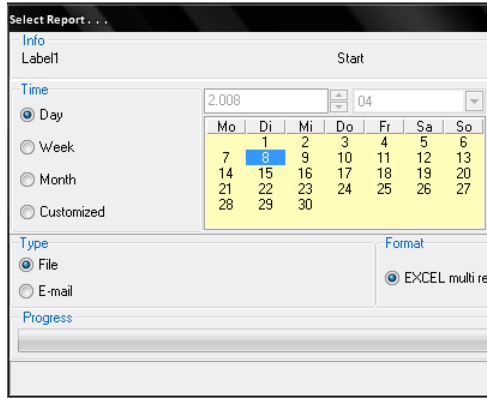 Select Report . . .
Info
Label1 Start
Time
Day
Week
Month
Customized
2.008 04
Mo Di Mi Do Fr Sa So
1 2 3 4 5 6
7 8 9 10 11 12 13
14 15 16 17 18 19 20
21 22 23 24 25 26 27
28 29 30
Type
File
E-mail
Format
EXCEL multi re
Progress